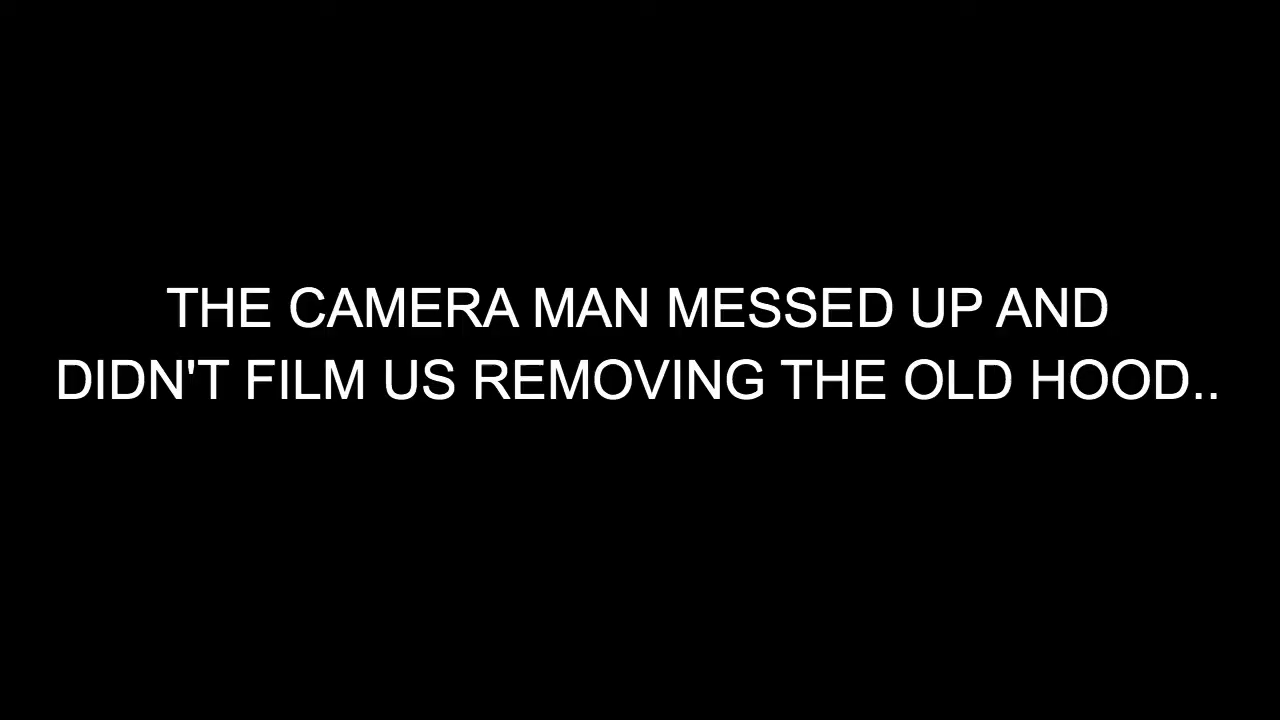 THE CAMERA MAN MESSED UP AND
DIDN'T FILM US REMOVING THE OLD HOOD..